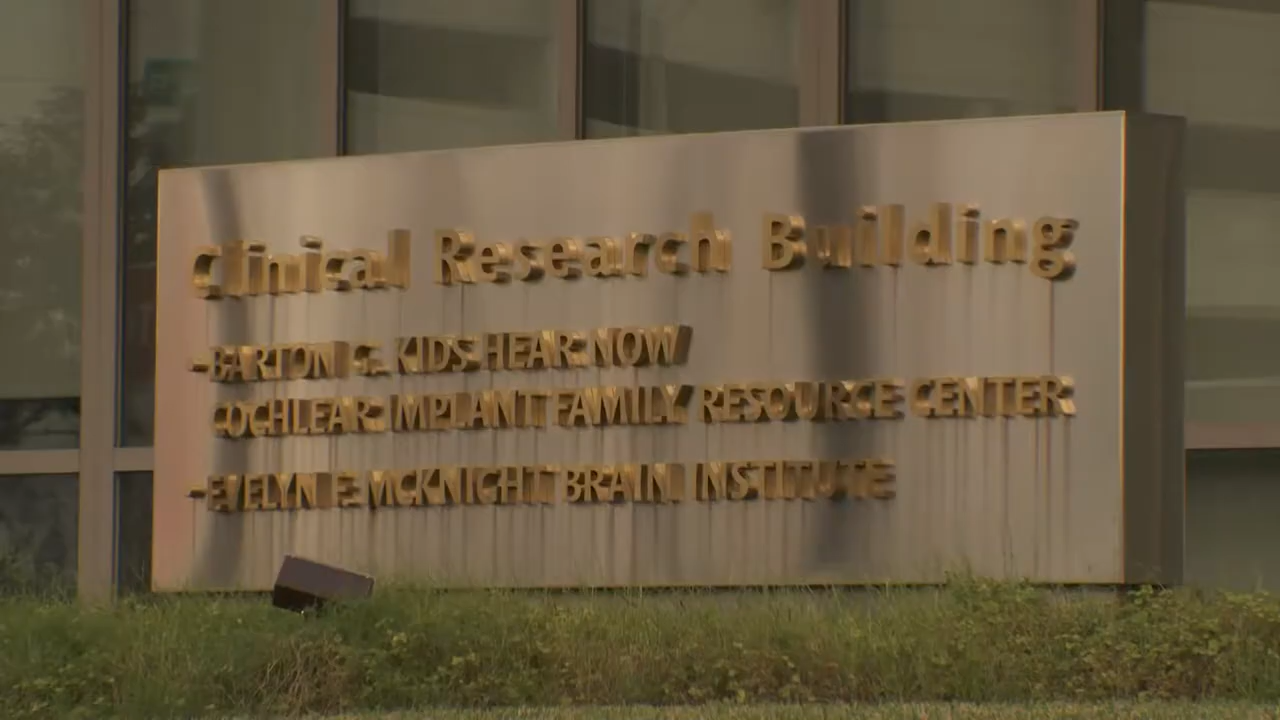 Clinical Research Building
-BARTON G. KIDS HEAR NOW
COCHLEAR IMPLANT FAMILY RESOURCE CENTER
-EVELYN F. MCKNIGHT BRAIN INSTITUTE